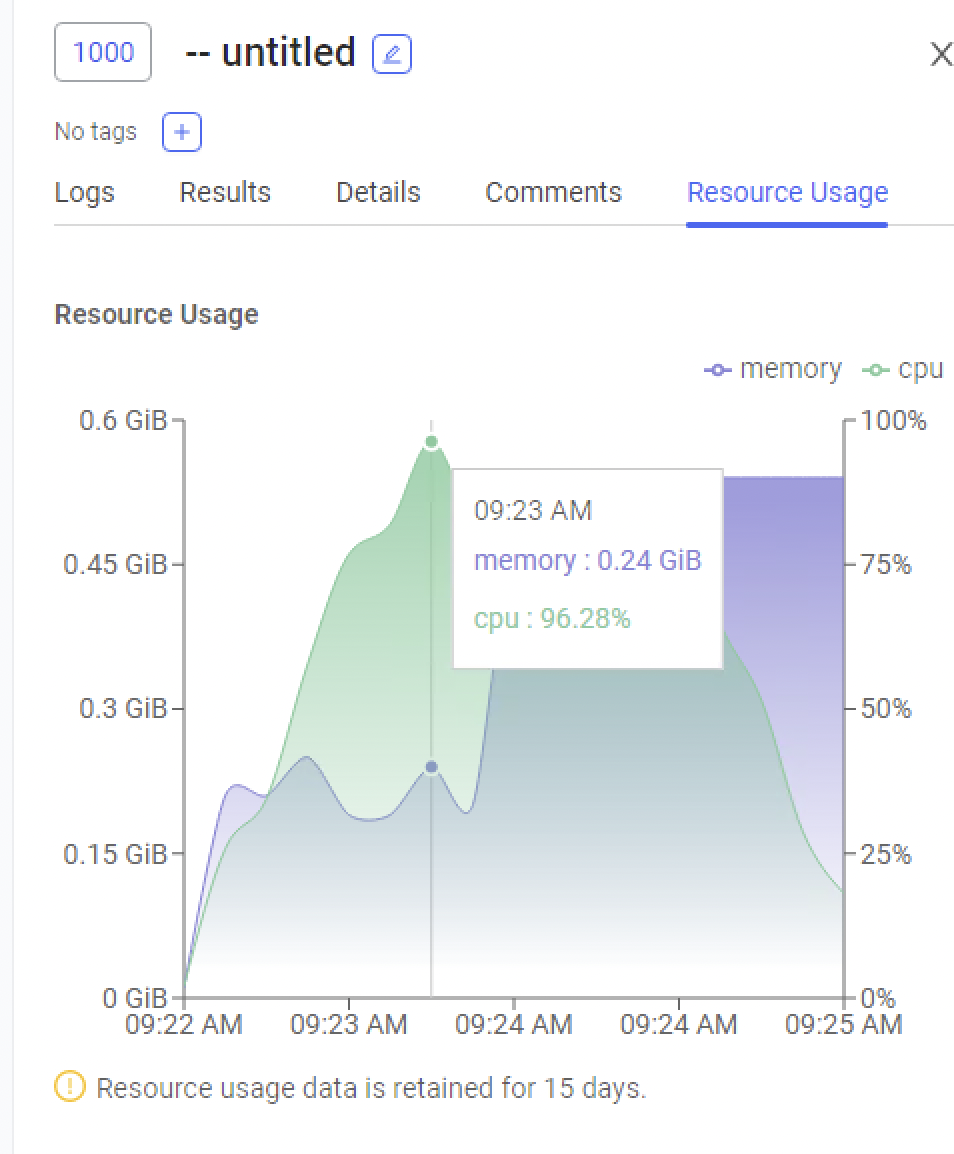 1000 -- untitled
No tags
Logs Results Details Comments Resource Usage
Resource Usage
memory cpu
0.6 GiB 100%
09:23 AM
memory : 0.24 GiB
0.45 GiB 75%
cpu : 96.28%
0.3 GiB 50%
0.15 GiB 25%
0 GiB 0%
09:22 AM 09:23 AM 09:24 AM 09:24 AM 09:25 AM
Resource usage data is retained for 15 days.